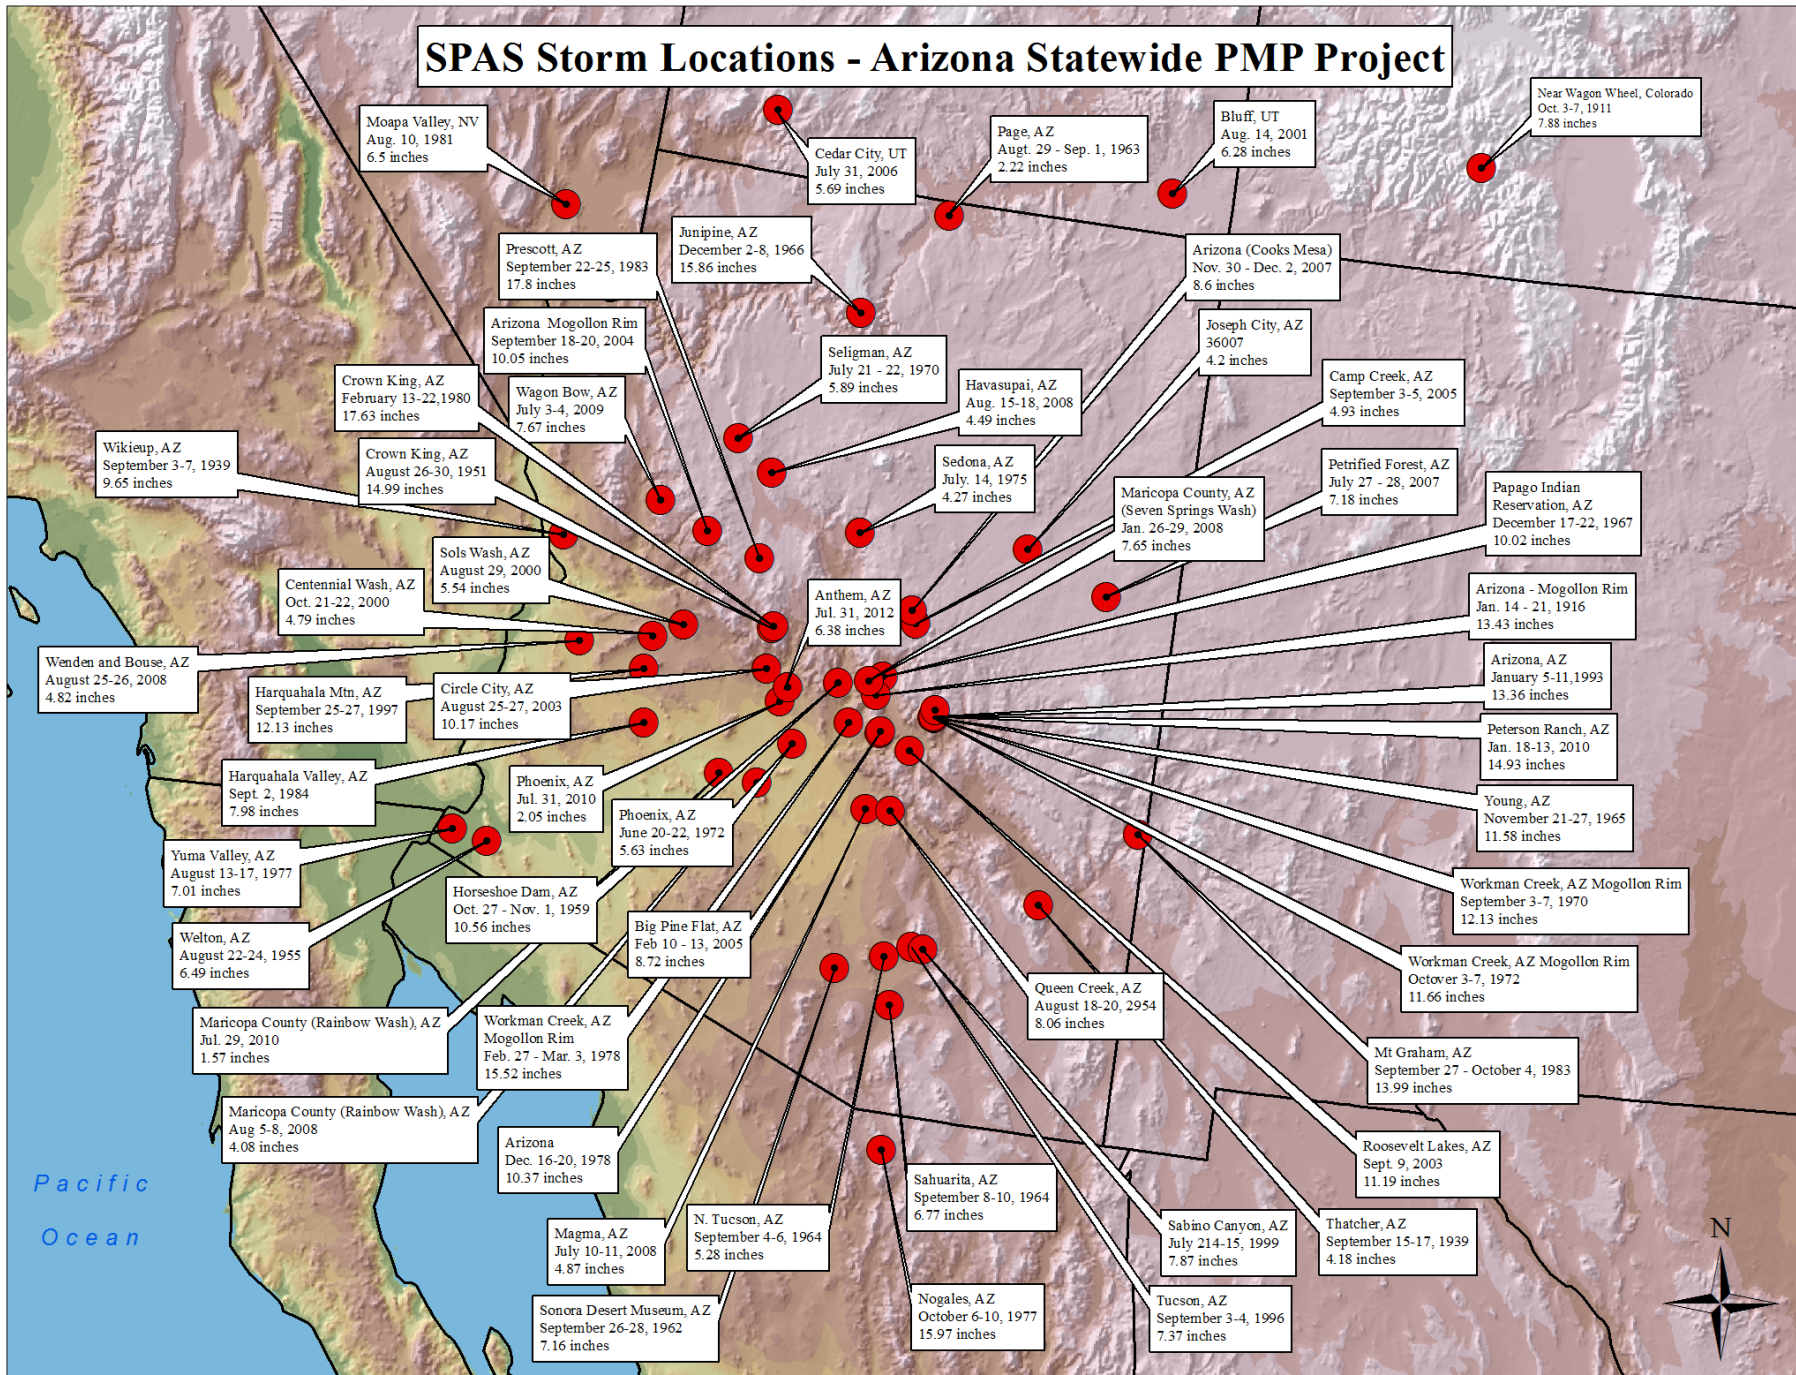 SPAS Storm Locations - Arizona Statewide PMP Project
Near Wagon Wheel, Colorado
Oct. 3-7, 1911
7.88 inches
Moapa Valley, NV
Aug. 10, 1981
6.5 inches
Cedar City, UT
July 31, 2006
5.69 inches
Page, AZ
Augt. 29 - Sep. 1, 1963
2.22 inches
Bluff, UT
Aug. 14, 2001
6.28 inches
Prescott, AZ
September 22-25, 1983
17.8 inches
Junipine, AZ
December 2-8, 1966
15.86 inches
Arizona (Cooks Mesa)
Nov. 30 - Dec. 2, 2007
8.6 inches
Arizona Mogollon Rim
September 18-20, 2004
10.05 inches
Joseph City, AZ
36007
4.2 inches
Seligman, AZ
July 21 - 22, 1970
5.89 inches
Crown King, AZ
February 13-22,1980
17.63 inches
Wagon Bow, AZ
July 3-4, 2009
7.67 inches
Havasupai, AZ
Aug. 15-18, 2008
4.49 inches
Camp Creek, AZ
September 3-5, 2005
4.93 inches
Wikieup, AZ
September 3-7, 1939
9.65 inches
Crown King, AZ
August 26-30, 1951
14.99 inches
Sedona, AZ
July. 14, 1975
4.27 inches
Petrified Forest, AZ
July 27 - 28, 2007
7.18 inches
Maricopa County, AZ
(Seven Springs Wash)
Jan. 26-29, 2008
7.65 inches
Papago Indian
Reservation, AZ
December 17-22, 1967
10.02 inches
Sols Wash, AZ
August 29, 2000
5.54 inches
Centennial Wash, AZ
Oct. 21-22, 2000
4.79 inches
Anthem, AZ
Jul. 31, 2012
6.38 inches
Arizona - Mogollon Rim
Jan. 14 - 21, 1916
13.43 inches
Wenden and Bouse, AZ
August 25-26, 2008
4.82 inches
Harquahala Mtn, AZ
September 25-27, 1997
12.13 inches
Circle City, AZ
August 25-27, 2003
10.17 inches
Arizona, AZ
January 5-11,1993
13.36 inches
Peterson Ranch, AZ
Jan. 18-13, 2010
14.93 inches
Harquahala Valley, AZ
Sept. 2, 1984
7.98 inches
Phoenix, AZ
Jul. 31, 2010
2.05 inches
Phoenix, AZ
June 20-22, 1972
5.63 inches
Young, AZ
November 21-27, 1965
11.58 inches
Yuma Valley, AZ
August 13-17, 1977
7.01 inches
Horseshoe Dam, AZ
Oct. 27 - Nov. 1, 1959
10.56 inches
Workman Creek, AZ Mogollon Rim
September 3-7, 1970
12.13 inches
Welton, AZ
August 22-24, 1955
6.49 inches
Big Pine Flat, AZ
Feb 10 - 13, 2005
8.72 inches
Workman Creek, AZ Mogollon Rim
Octover 3-7, 1972
11.66 inches
Queen Creek, AZ
August 18-20, 2954
8.06 inches
Maricopa County (Rainbow Wash), AZ
Jul. 29, 2010
1.57 inches
Workman Creek, AZ
Mogollon Rim
Feb. 27 - Mar. 3, 1978
15.52 inches
Mt Graham, AZ
September 27 - October 4, 1983
13.99 inches
Maricopa County (Rainbow Wash), AZ
Aug 5-8, 2008
4.08 inches
Arizona
Dec. 16-20, 1978
10.37 inches
Roosevelt Lakes, AZ
Sept. 9, 2003
11.19 inches
Pacific
Ocean
Sahuarita, AZ
Spetember 8-10, 1964
6.77 inches
N. Tucson, AZ
September 4-6, 1964
5.28 inches
Magma, AZ
July 10-11, 2008
4.87 inches
Sabino Canyon, AZ
July 214-15, 1999
7.87 inches
Thatcher, AZ
September 15-17, 1939
4.18 inches
N
Sonora Desert Museum, AZ
September 26-28, 1962
7.16 inches
Nogales, AZ
October 6-10, 1977
15.97 inches
Tucson, AZ
September 3-4, 1996
7.37 inches